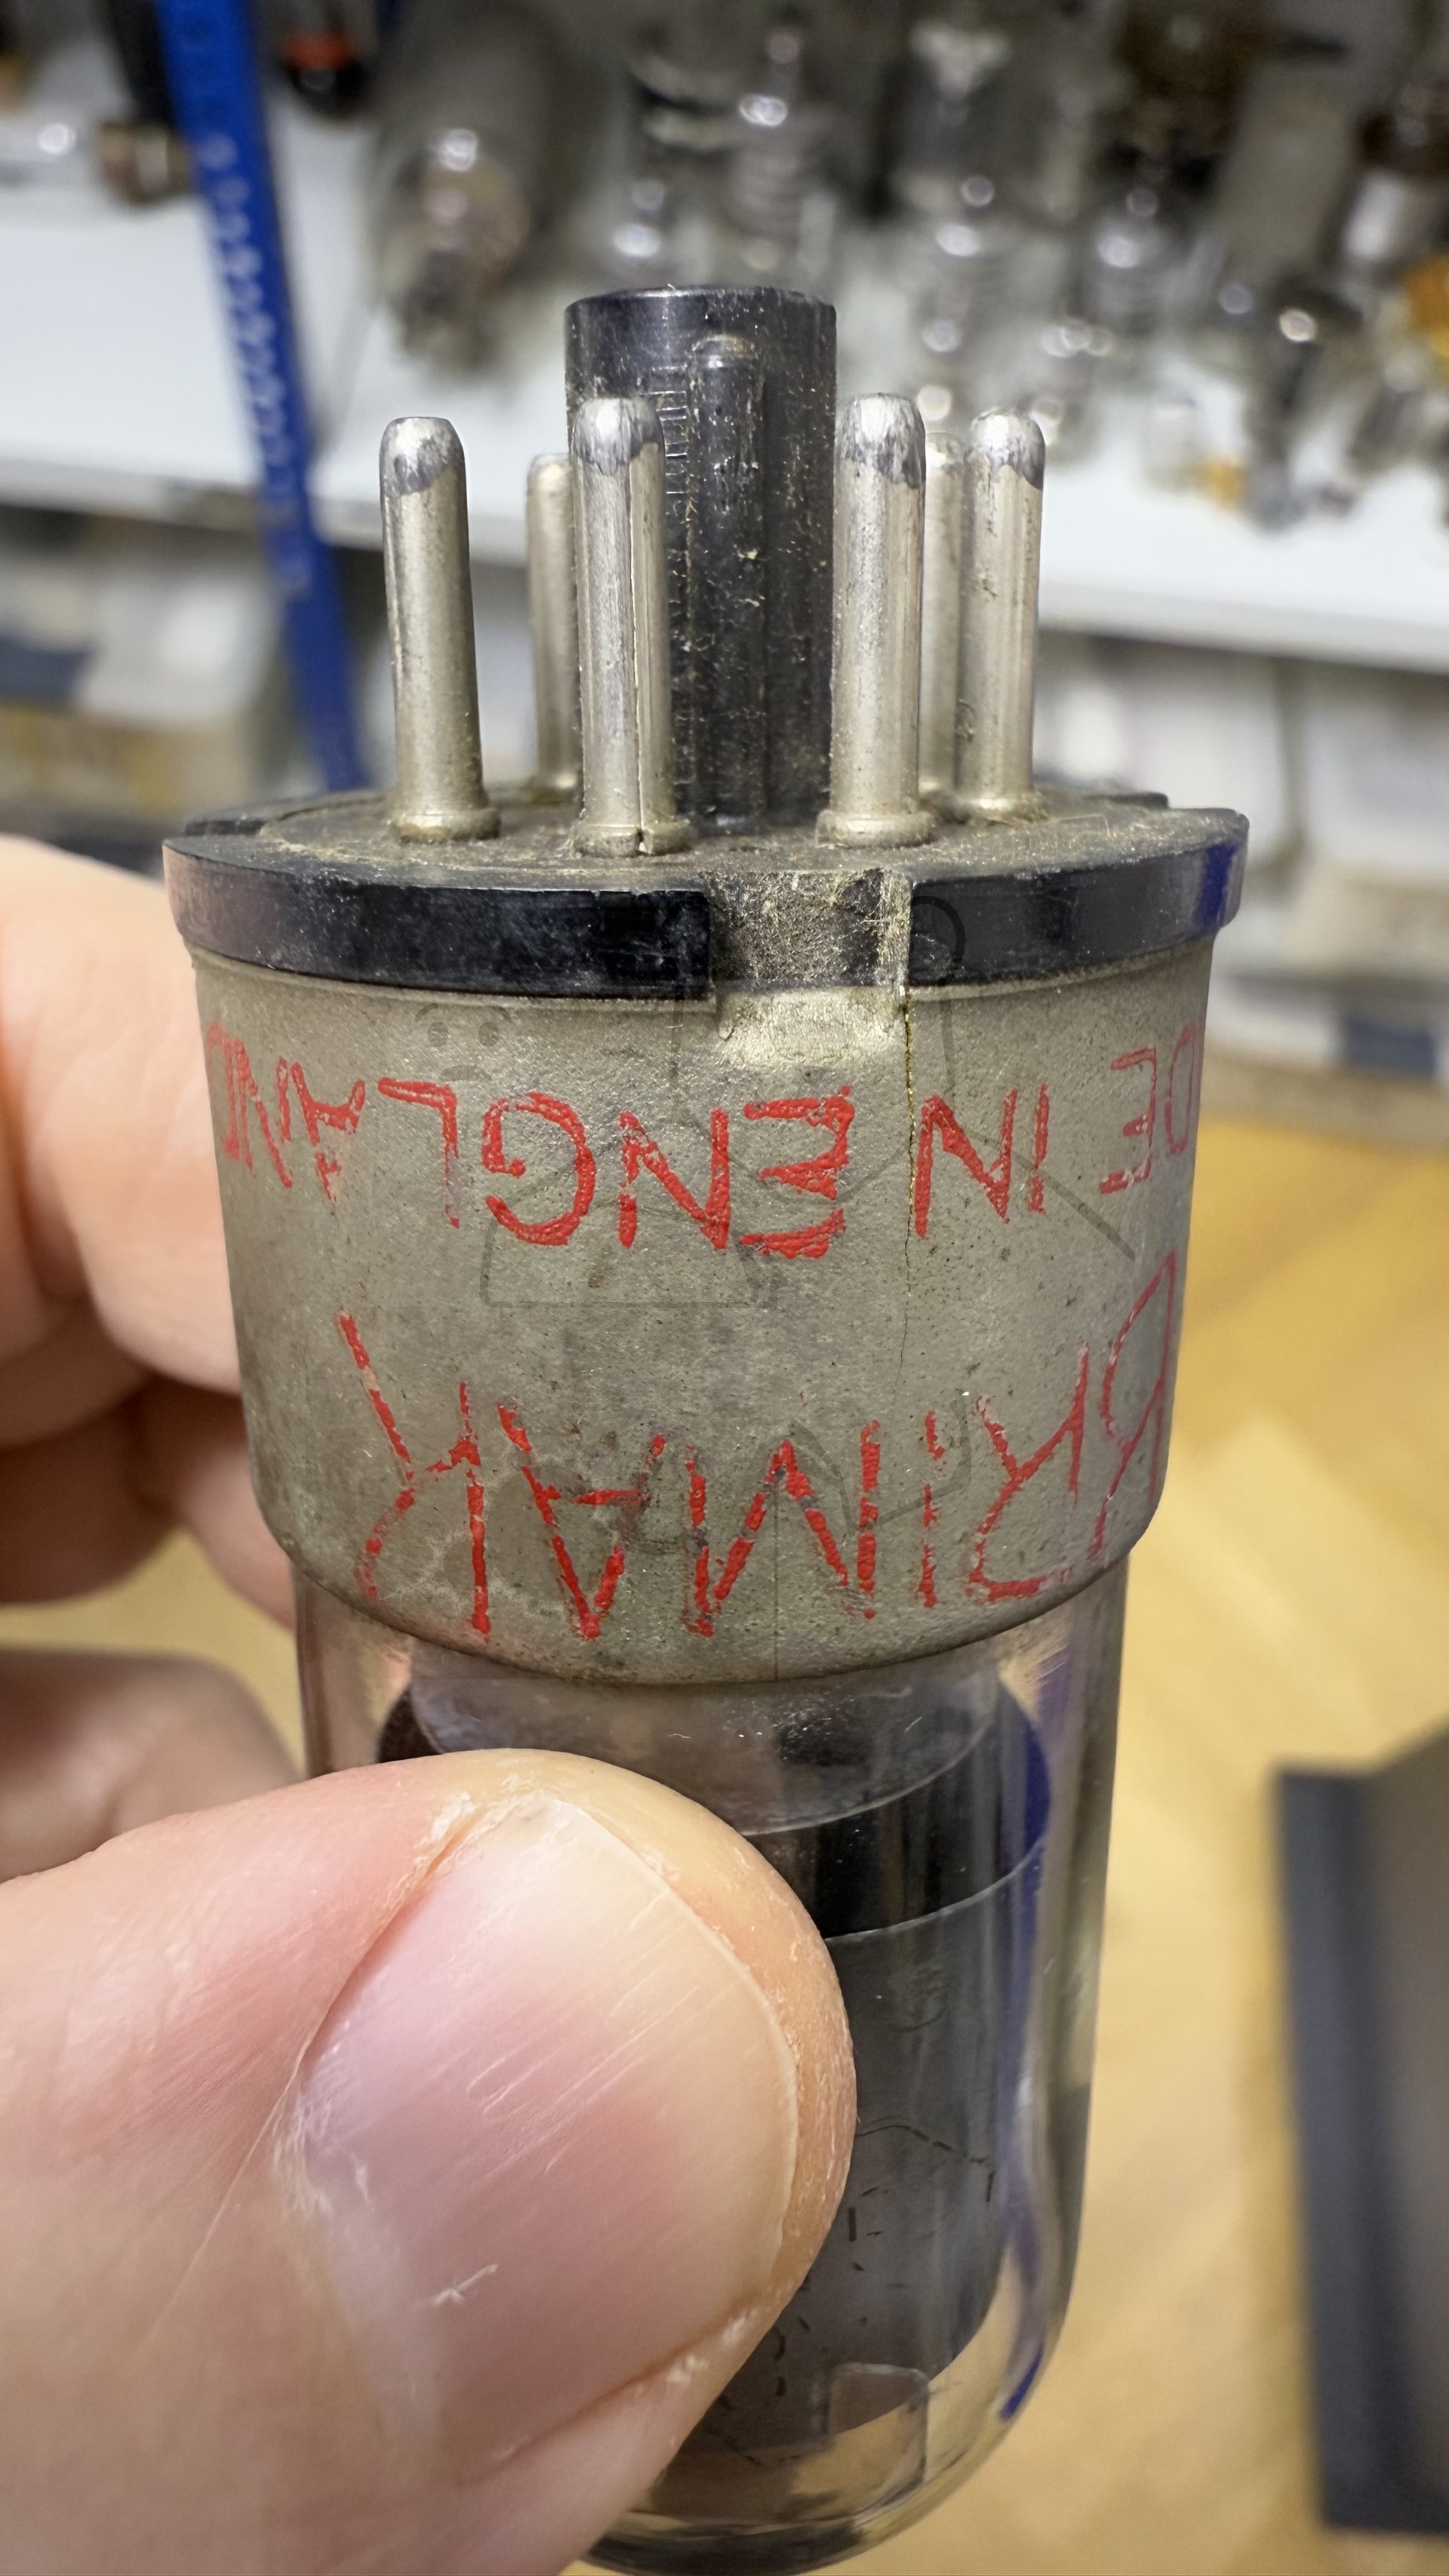 BRIMAR
DE IN ENGLAND